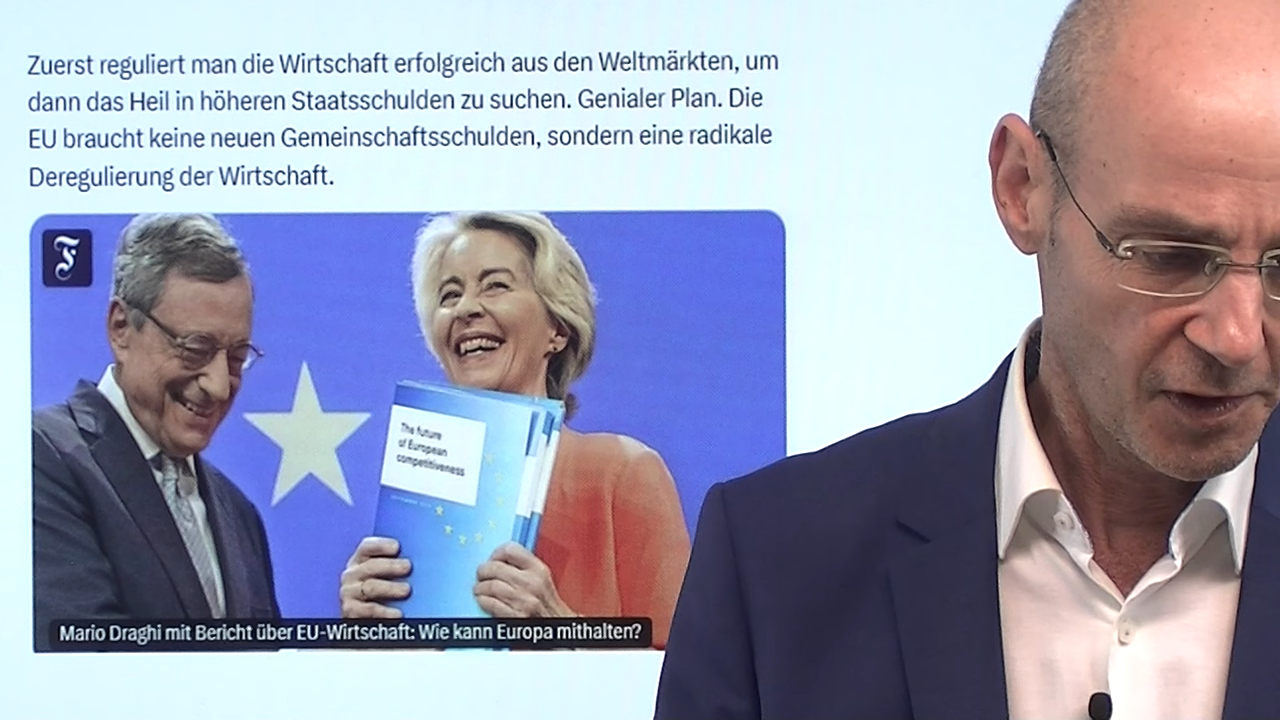 Zuerst reguliert man die Wirtschaft erfolgreich aus den Weltmärkten, um
dann das Heil in höheren Staatsschulden zu suchen. Genialer Plan. Die
EU braucht keine neuen Gemeinschaftsschulden, sondern eine radikale
Deregulierung der Wirtschaft.
F
The future
of European
competitiveness
Mario Draghi mit Bericht über EU-Wirtschaft: Wie kann Europa mithalten?